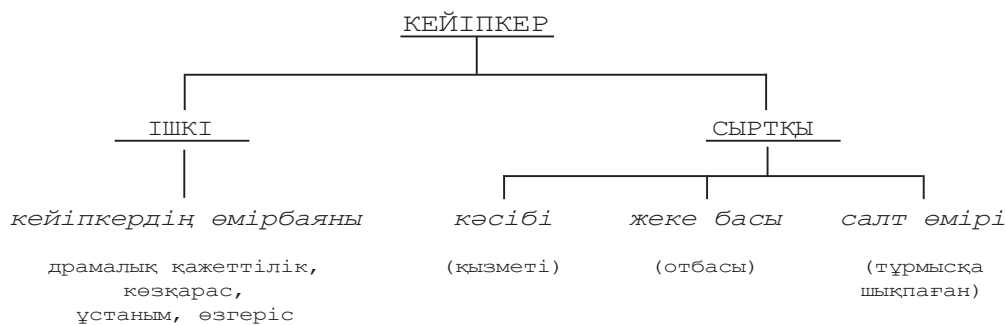 КЕЙІПКЕР
ІШКІ
СЫРТҚЫ
кейіпкердің өмірбаяны
кәсібі
жеке басы
салт өмірі
драмалық қажеттілік,
көзқарас,
ұстаным, өзгеріс
(қызметі)
(отбасы)
(тұрмысқа
шықпаған)